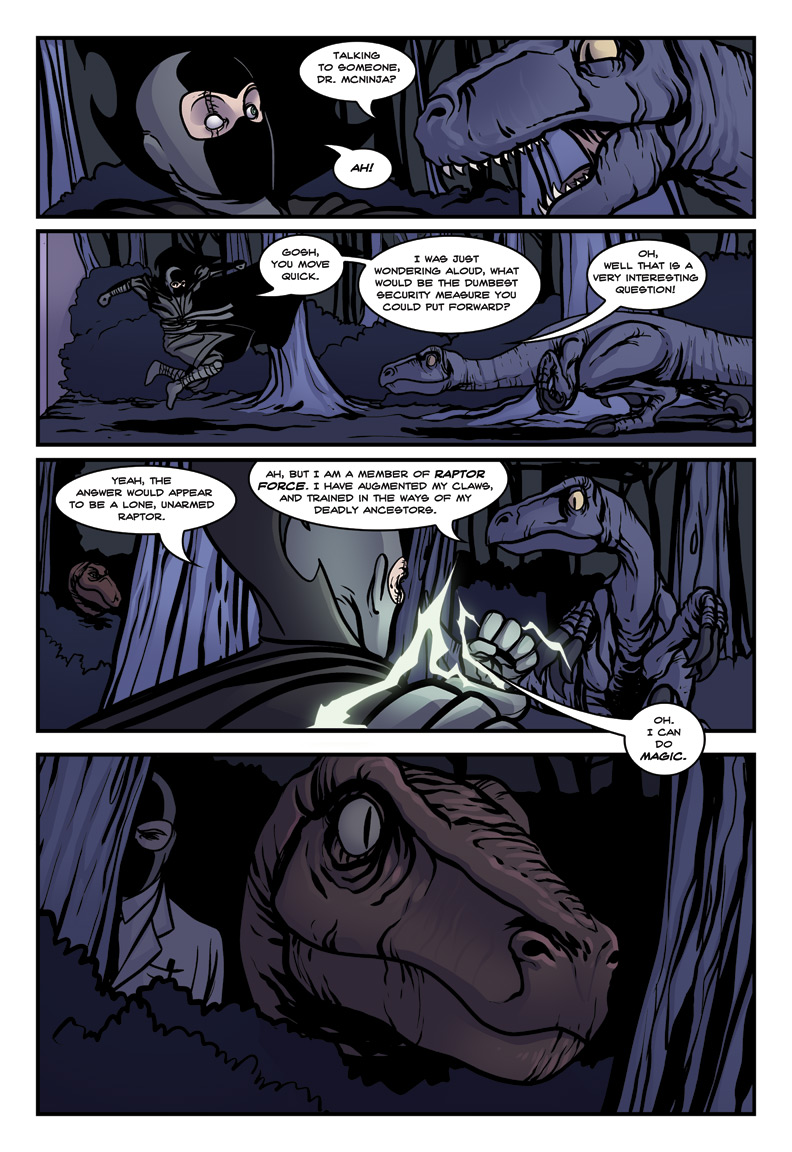 TALKING
TO SOMEONE,
DR. MCNINJA?
AH!
GOSH,
YOU MOVE
QUICK.
I WAS JUST
WONDERING ALOUD, WHAT
WOULD BE THE DUMBEST
SECURITY MEASURE YOU
COULD PUT FORWARD?
OH,
WELL THAT IS A
VERY INTERESTING
QUESTION!
YEAH, THE
ANSWER WOULD APPEAR
TO BE A LONE, UNARMED
RAPTOR.
AH, BUT I AM A MEMBER OF RAPTOR
FORCE. I HAVE AUGMENTED MY CLAWS,
AND TRAINED IN THE WAYS OF MY
DEADLY ANCESTORS.
OH.
I CAN
DO
MAGIC.